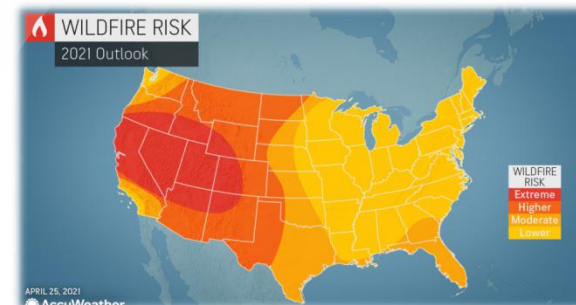 WILDFIRE RISK
2021 Outlook
WILDFIRE
RISK
Extreme
Higher
Moderate
Lower
APRIL 25, 2021
AccuWeather